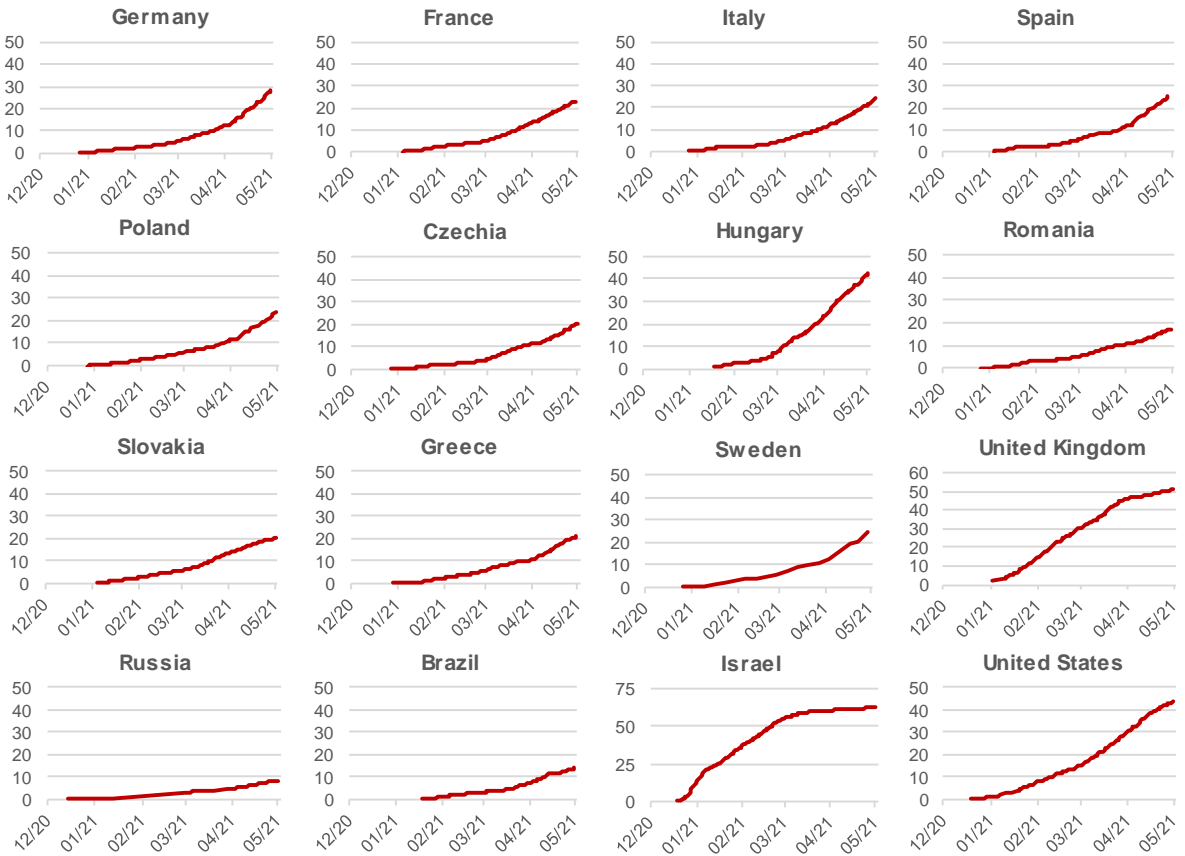 Germany France Italy Spain
50 50 50 50
40 40 40 40
30 30 30 30
20 20 20 20
10 10 10 10
0 0 0 0
12/20 01/21 02/21 03/21 04/21 05/21 12/20 01/21 02/21 03/21 04/21 05/21 12/20 01/21 02/21 03/21 04/21 05/21 12/20 01/21 02/21 03/21 04/21 05/21
Poland Czechia Hungary Romania
50 50 50 50
40 40 40 40
30 30 30 30
20 20 20 20
10 10 10 10
0 0 0 0
12/20 01/21 02/21 03/21 04/21 05/21 12/20 01/21 02/21 03/21 04/21 05/21 12/20 01/21 02/21 03/21 04/21 05/21 12/20 01/21 02/21 03/21 04/21 05/21
Slovakia Greece Sweden United Kingdom
50 50 50 60
40 40 40 50
30 30 30 40
20 20 20 30
10 10 10 20
0 0 0 10
0
12/20 01/21 02/21 03/21 04/21 05/21 12/20 01/21 02/21 03/21 04/21 05/21 12/20 01/21 02/21 03/21 04/21 05/21 12/20 01/21 02/21 03/21 04/21 05/21
Russia Brazil Israel United States
50 50 75 50
40 40 50 40
30 30 25 30
20 20 0 20
10 10 10
0 0 0
12/20 01/21 02/21 03/21 04/21 05/21 12/20 01/21 02/21 03/21 04/21 05/21 12/20 01/21 02/21 03/21 04/21 05/21 12/20 01/21 02/21 03/21 04/21 05/21